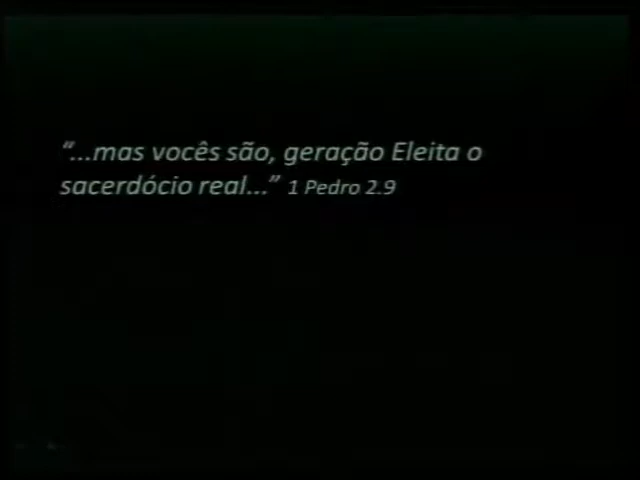 “...mas vocês são, geração Eleita o
sacerdócio real...” 1 Pedro 2.9